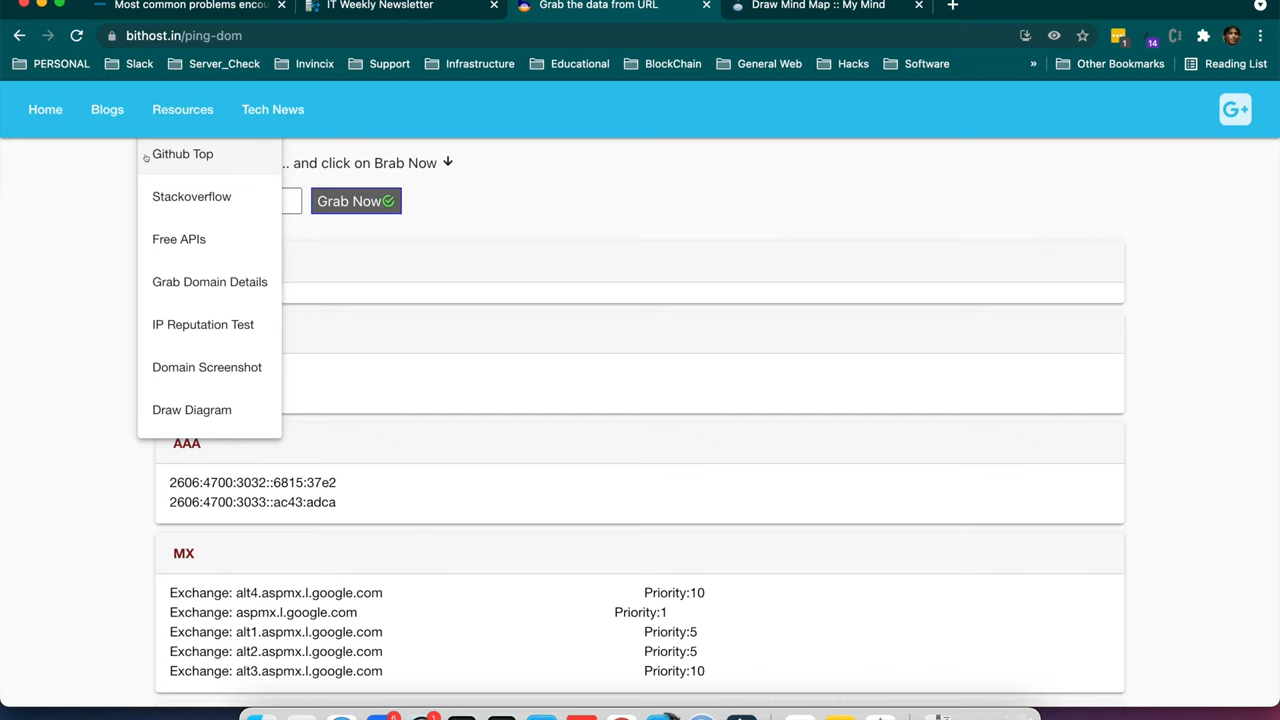 Most common problems encou
IT Weekly Newsletter
Grab the data from URL
Draw Mind Map :: My Mind
bithost.in/ping-dom
1
14
PERSONAL
Slack
Server_Check
Invincix
Support
Infrastructure
Educational
BlockChain
General Web
Hacks
Software
»
Other Bookmarks
Reading List
Home
Blogs
Resources
Tech News
G+
Github Top
Stackoverflow
Free APIs
Grab Domain Details
IP Reputation Test
Domain Screenshot
Draw Diagram
.. and click on Brab Now ↓
Grab Now
AAA
2606:4700:3032::6815:37e2
2606:4700:3033::ac43:adca
MX
Exchange: alt4.aspmx.l.google.com Priority:10
Exchange: aspmx.l.google.com Priority:1
Exchange: alt1.aspmx.l.google.com Priority:5
Exchange: alt2.aspmx.l.google.com Priority:5
Exchange: alt3.aspmx.l.google.com Priority:10